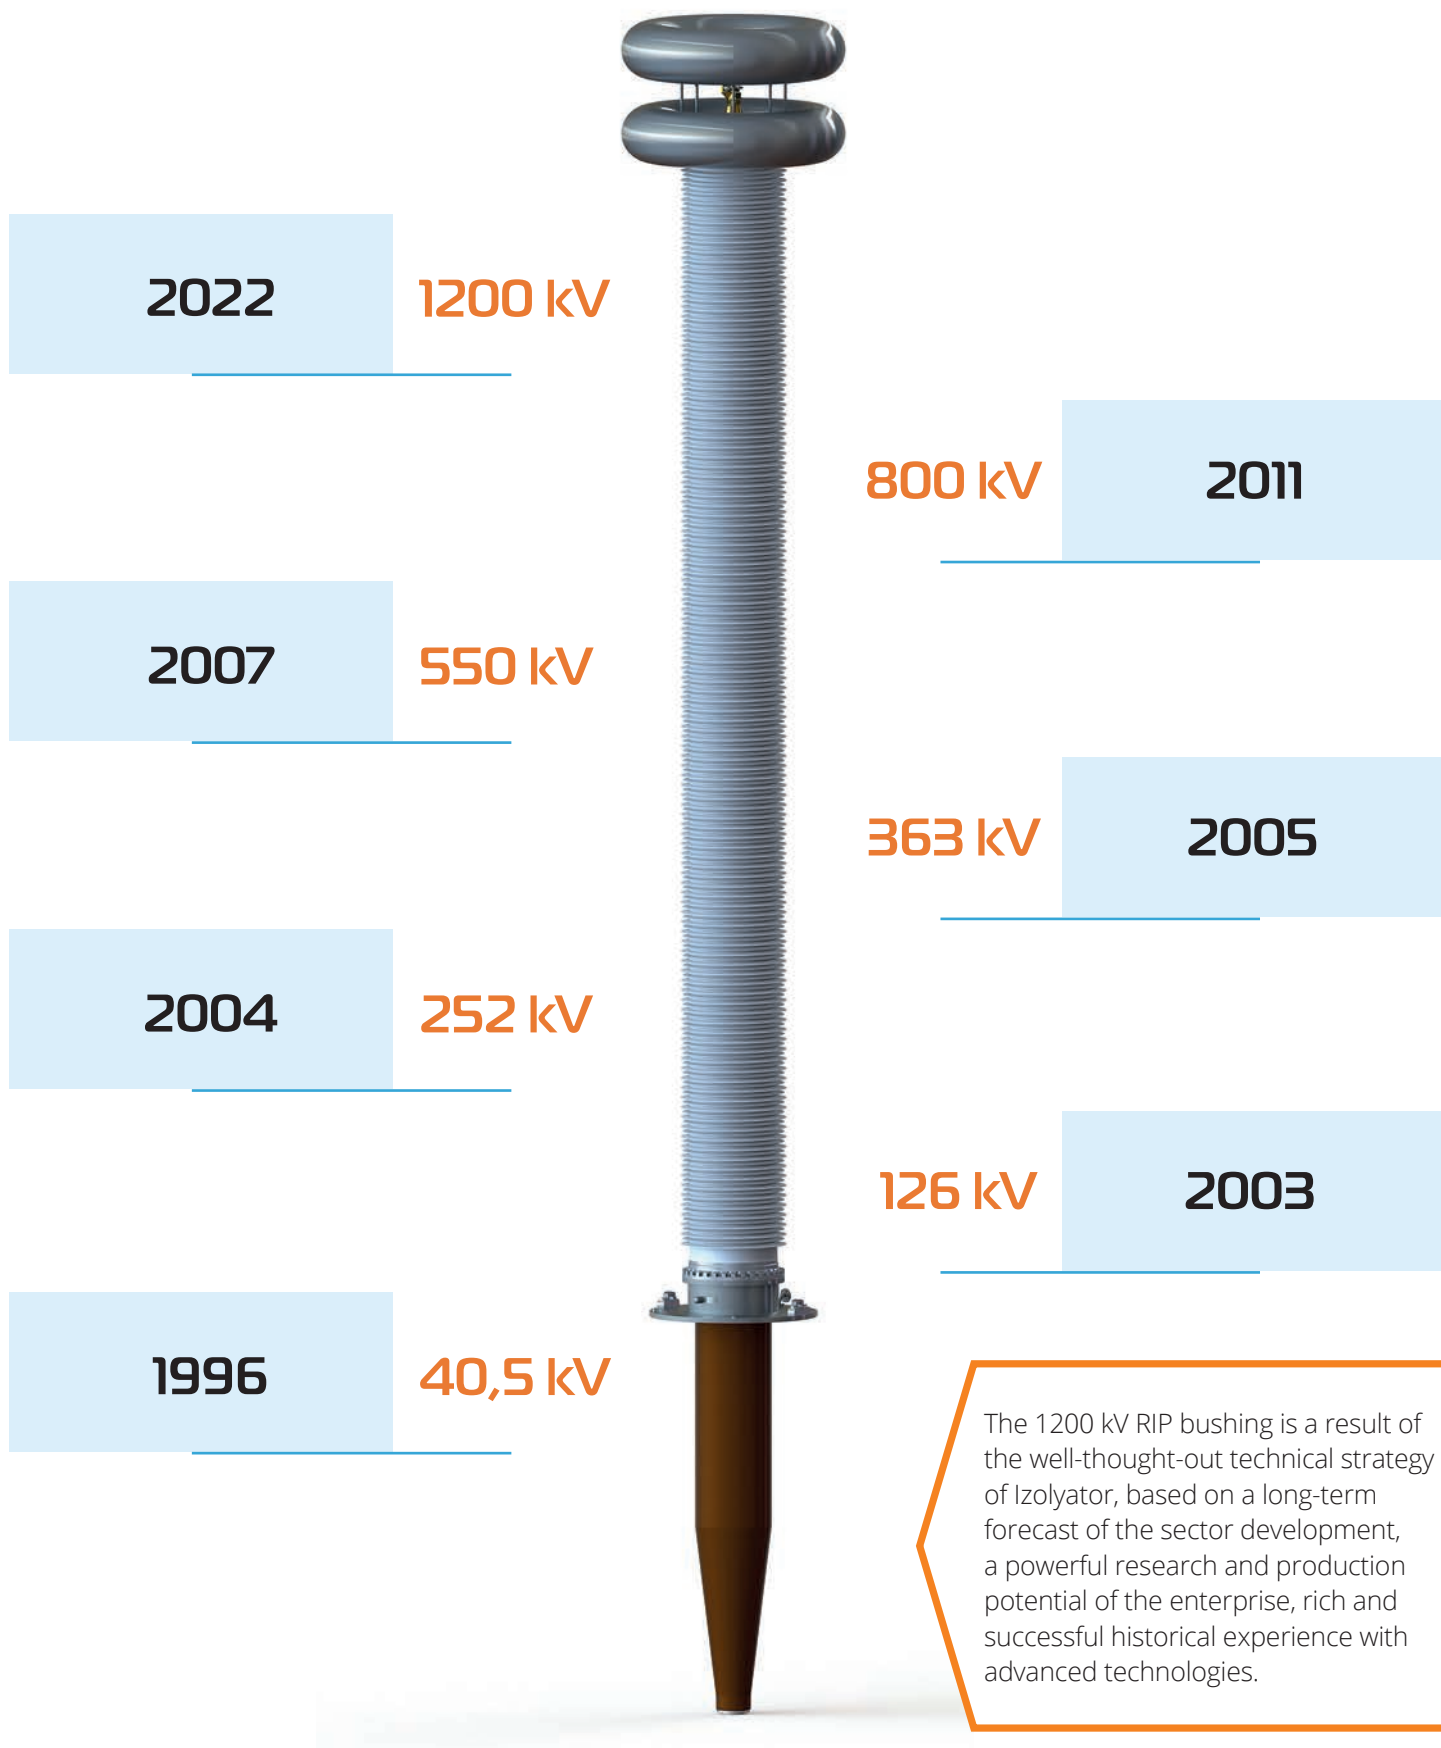 2022
1200 kV
800 kV
2011
2007
550 kV
363 kV
2005
2004
252 kV
126 kV
2003
1996
40,5 kV
The 1200 kV RIP bushing is a result of
the well-thought-out technical strategy
of Izolyator, based on a long-term
forecast of the sector development,
a powerful research and production
potential of the enterprise, rich and
successful historical experience with
advanced technologies.